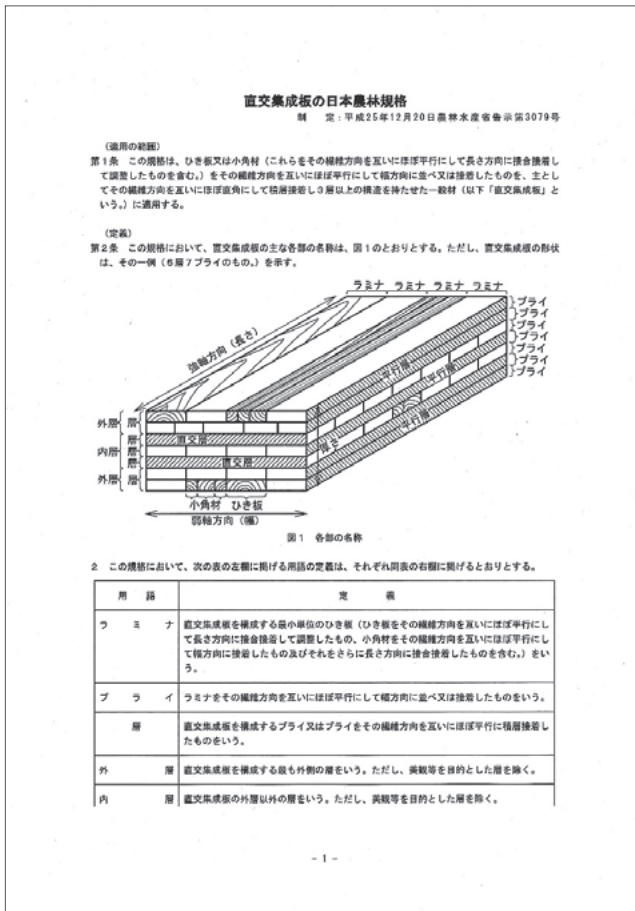 直交集成板の日本農林規格
制　定：平成25年12月20日農林水産省告示第3079号
(適用の範囲)
第1条　この規格は、ひき板又は小角材（これらをその繊維方向を互いにほぼ平行にして長さ方向に接合接着し
て調整したものを含む。）をその繊維方向を互いにほぼ平行にして幅方向に並べ又は接着したものを、主とし
てその繊維方向を互いにほぼ直角にして積層接着し3層以上の構造を持たせた一般材（以下「直交集成板」と
いう。）に適用する。
(定義)
第2条　この規格において、直交集成板の主な各部の名称は、図1のとおりとする。ただし、直交集成板の形状
は、その一例（5層7プライのもの。）を示す。
ラミナ ラミナ ラミナ ラミナ
プライ
プライ
プライ
プライ
プライ
プライ
プライ
強軸方向（長さ）
平行層
平行層
平行層
厚さ
外層
層
層
直交層
内層
層
層
直交層
外層
層
小角材 ひき板
弱軸方向（幅）
図1　各部の名称
2　この規格において、次の表の左欄に掲げる用語の定義は、それぞれ同表の右欄に掲げるとおりとする。
用　語　定　義
ラミナ　直交集成板を構成する最小単位のひき板（ひき板をその繊維方向を互いにほぼ平行にし
て長さ方向に接合接着して調整したもの、小角材をその繊維方向を互いにほぼ平行にし
て幅方向に接着したもの及びそれをさらに長さ方向に接合接着したものを含む。）をい
う。
プライ　ラミナをその繊維方向を互いにほぼ平行にして幅方向に並べ又は接着したものをいう。
層　直交集成板を構成するプライ又はプライをその繊維方向を互いにほぼ平行に積層接着し
たものをいう。
外層　直交集成板を構成する最も外側の層をいう。ただし、美観等を目的とした層を除く。
内層　直交集成板の外層以外の層をいう。ただし、美観等を目的とした層を除く。
- 1 -